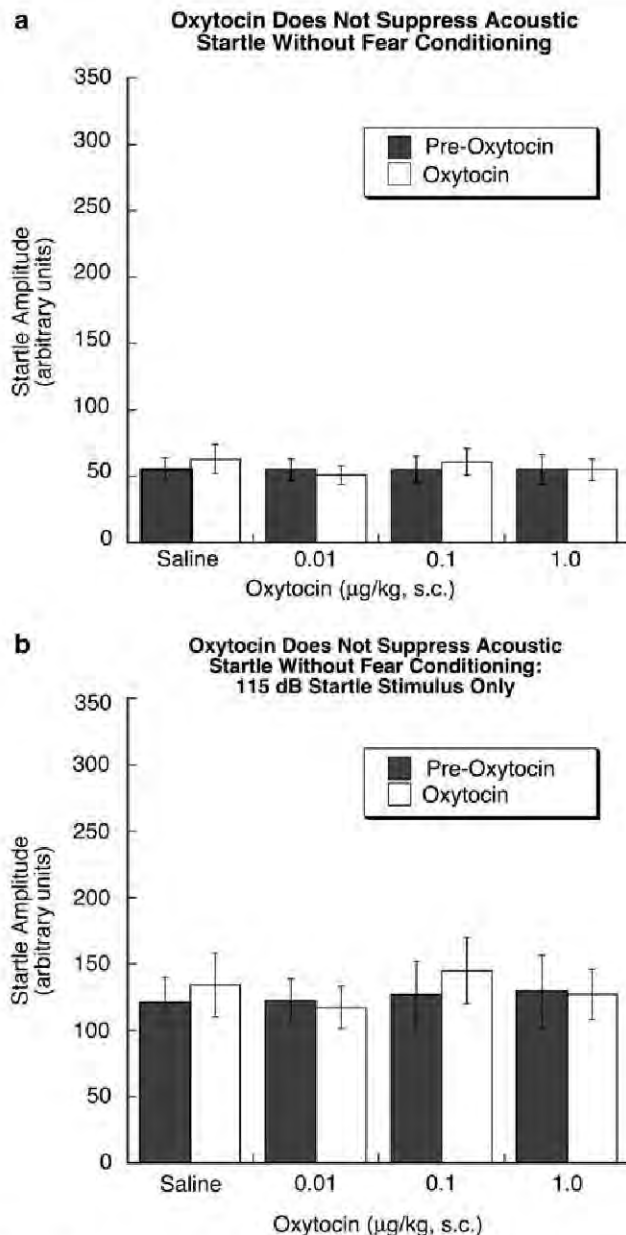 a
Oxytocin Does Not Suppress Acoustic
Startle Without Fear Conditioning
350
300
250
200
150
100
50
0
Startle Amplitude
(arbitrary units)
Pre-Oxytocin
Oxytocin
Saline 0.01 0.1 1.0
Oxytocin (μg/kg, s.c.)
b
Oxytocin Does Not Suppress Acoustic
Startle Without Fear Conditioning:
115 dB Startle Stimulus Only
350
300
250
200
150
100
50
0
Startle Amplitude
(arbitrary units)
Pre-Oxytocin
Oxytocin
Saline 0.01 0.1 1.0
Oxytocin (μg/kg, s.c.)